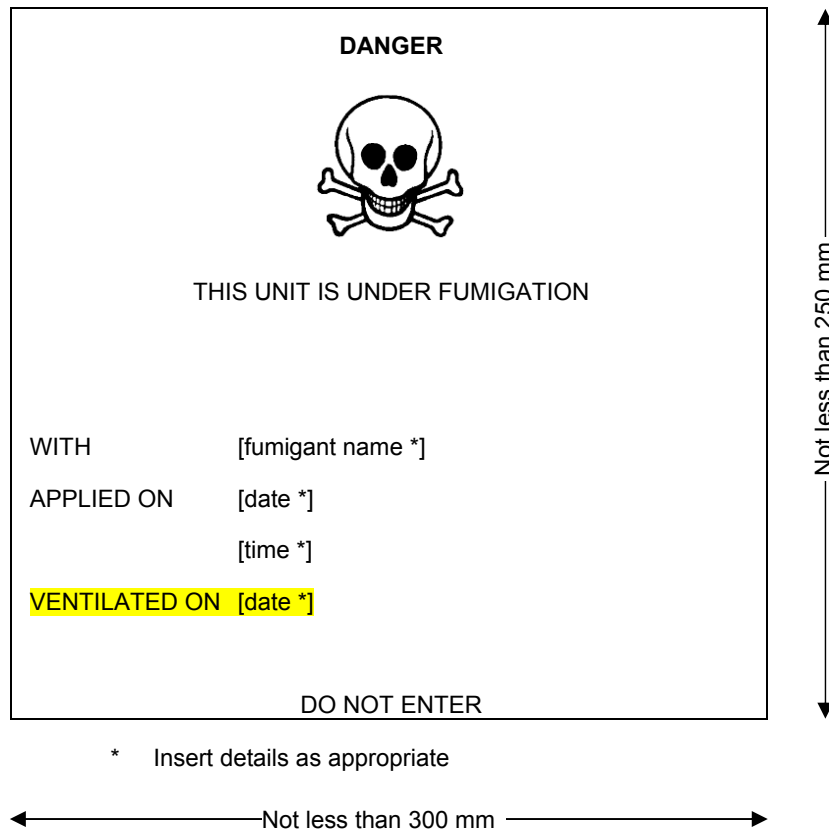 DANGER
THIS UNIT IS UNDER FUMIGATION
WITH [fumigant name *]
APPLIED ON [date *]
[time *]
VENTILATED ON [date *]
DO NOT ENTER
* Insert details as appropriate
Not less than 300 mm
Not less than 250 mm